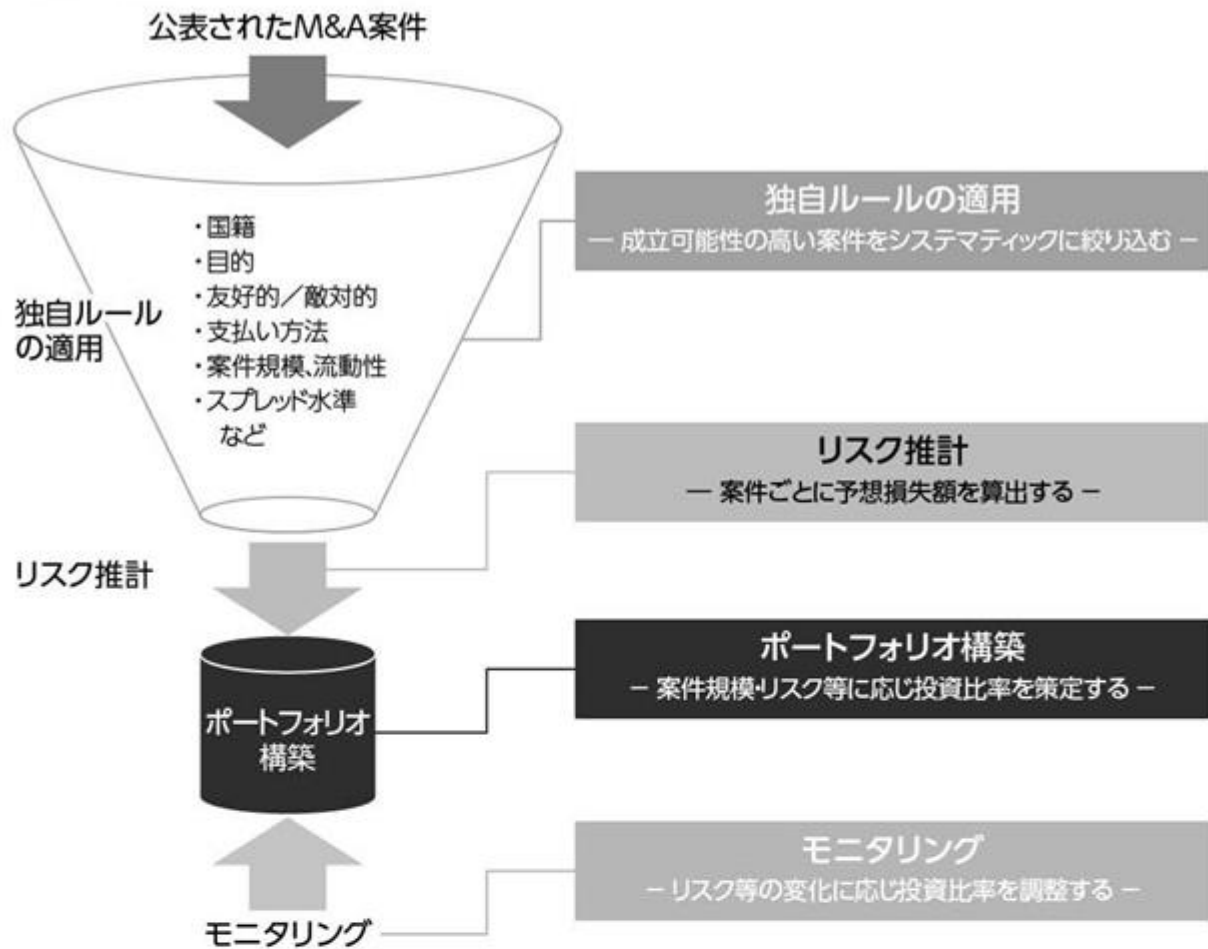 公表されたM&A案件
・国籍
・目的
・友好的／敵対的
・支払い方法
・案件規模、流動性
・スプレッド水準
など
独自ルール
の適用
独自ルールの適用
― 成立可能性の高い案件をシステマティックに絞り込む −
リスク推計
― 案件ごとに予想損失額を算出する −
リスク推計
ポートフォリオ構築
− 案件規模・リスク等に応じ投資比率を策定する −
ポートフォリオ
構築
モニタリング
− リスク等の変化に応じ投資比率を調整する −
モニタリング